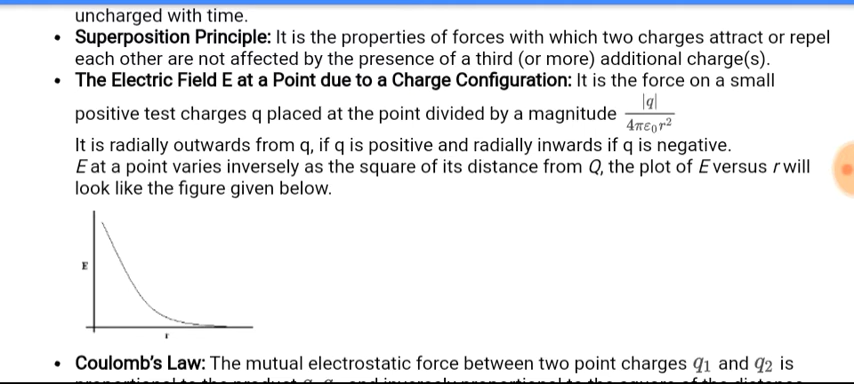 uncharged with time.
• Superposition Principle: It is the properties of forces with which two charges attract or repel
each other are not affected by the presence of a third (or more) additional charge(s).
• The Electric Field E at a Point due to a Charge Configuration: It is the force on a small
positive test charges q placed at the point divided by a magnitude |q| / 4πε₀r²
It is radially outwards from q, if q is positive and radially inwards if q is negative.
E at a point varies inversely as the square of its distance from Q, the plot of E versus r will
look like the figure given below.
E
r
• Coulomb's Law: The mutual electrostatic force between two point charges q₁ and q₂ is